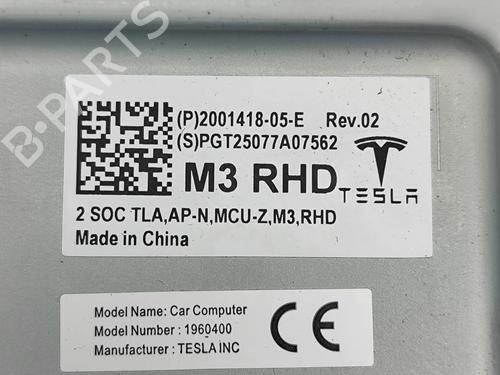 (P)2001418-05-E Rev.02
(S)PGT25077A07562
M3 RHD
TESLA
2 SOC TLA,AP-N,MCU-Z,M3,RHD
Made in China
Model Name: Car Computer
Model Number : 1960400
Manufacturer : TESLA INC
CE
B-PARTS